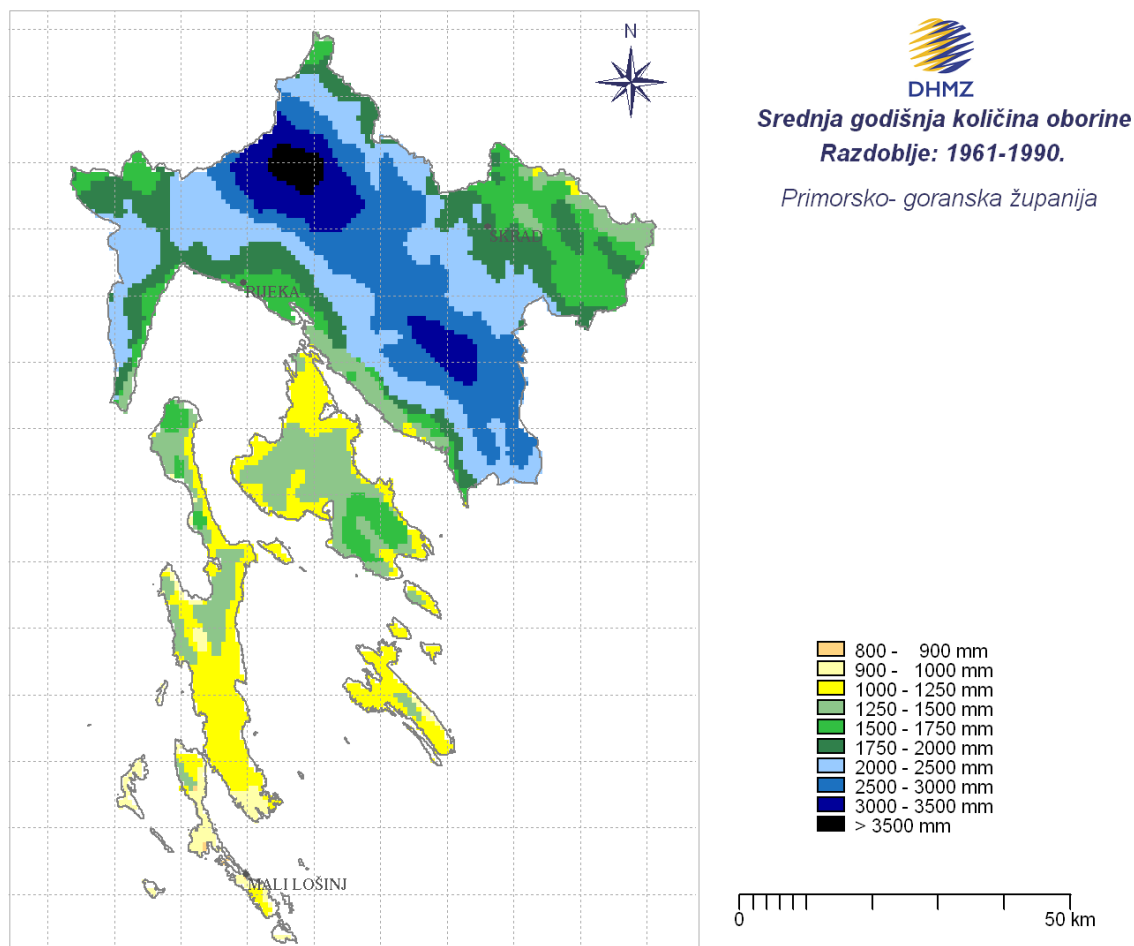 N
DHMZ
Srednja godišnja količina oborine
Razdoblje: 1961-1990.
Primorsko- goranska županija
SKRAD
RIJEKA
MALI LOŠINJ
800 - 900 mm
900 - 1000 mm
1000 - 1250 mm
1250 - 1500 mm
1500 - 1750 mm
1750 - 2000 mm
2000 - 2500 mm
2500 - 3000 mm
3000 - 3500 mm
> 3500 mm
0 50 km